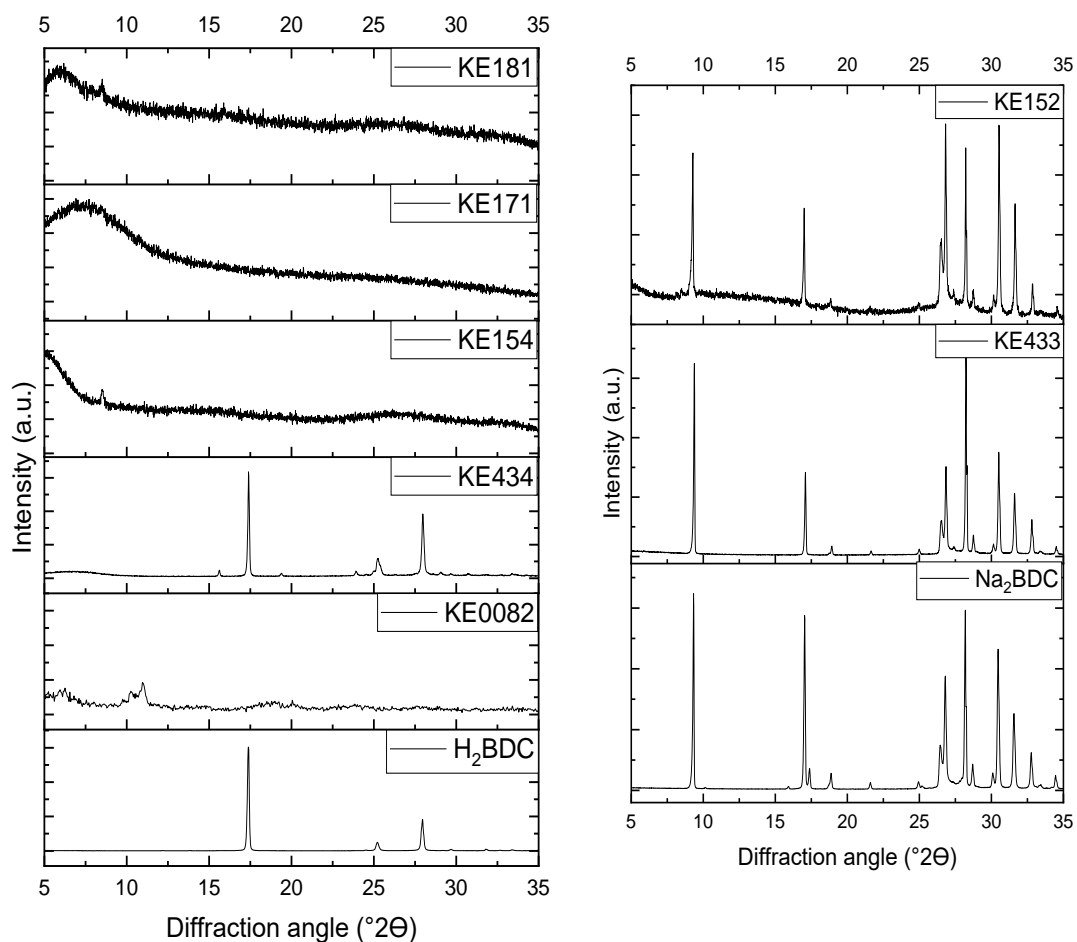 5 10 15 20 25 30 35
KE181
KE171
KE154
KE434
KE0082
H₂BDC
5 10 15 20 25 30 35
Diffraction angle (°2Θ)
Intensity (a.u.)
5 10 15 20 25 30 35
KE152
KE433
Na₂BDC
5 10 15 20 25 30 35
Diffraction angle (°2Θ)
Intensity (a.u.)